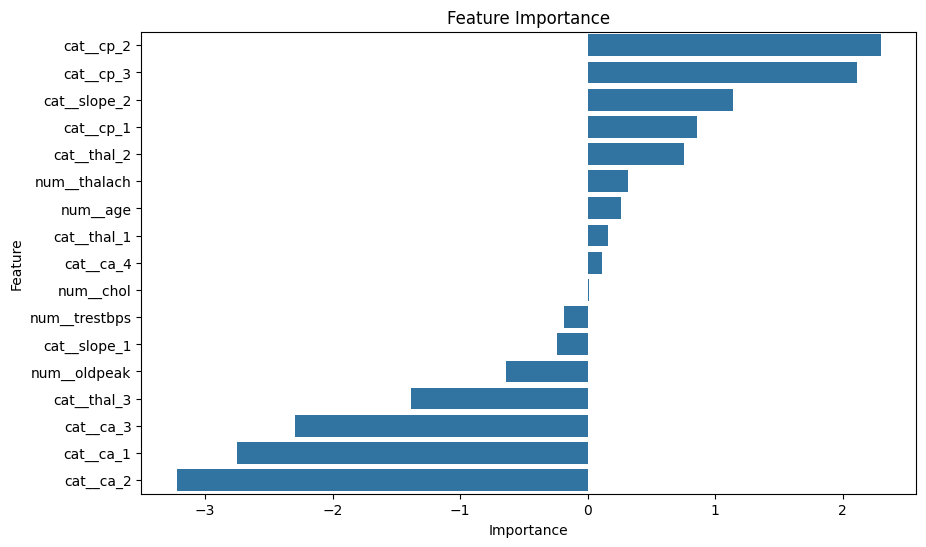 Feature Importance
cat__cp_2
cat__cp_3
cat__slope_2
cat__cp_1
cat__thal_2
num__thalach
num__age
cat__thal_1
cat__ca_4
num__chol
num__trestbps
cat__slope_1
num__oldpeak
cat__thal_3
cat__ca_3
cat__ca_1
cat__ca_2
Feature
−3 −2 −1 0 1 2
Importance